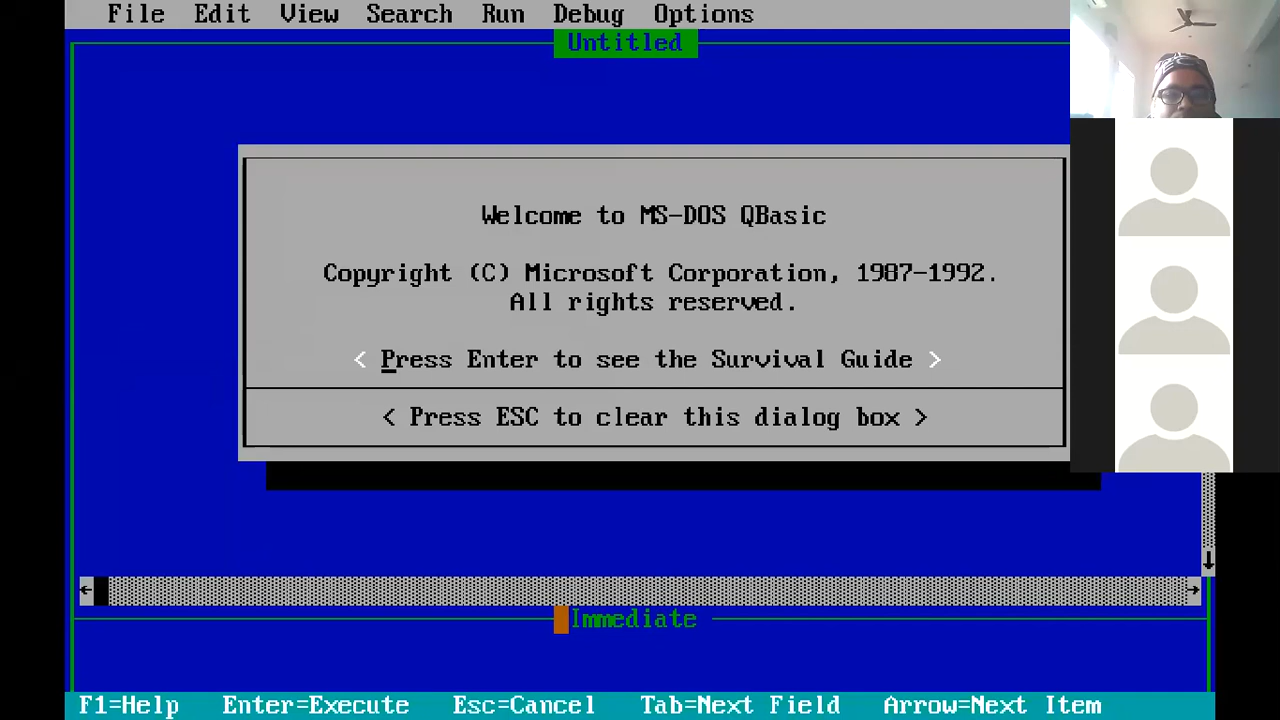 File Edit View Search Run Debug Options
Untitled
Welcome to MS-DOS QBasic
Copyright (C) Microsoft Corporation, 1987-1992.
All rights reserved.
< Press Enter to see the Survival Guide >
< Press ESC to clear this dialog box >
Immediate
F1=Help Enter=Execute Esc=Cancel Tab=Next Field Arrow=Next Item